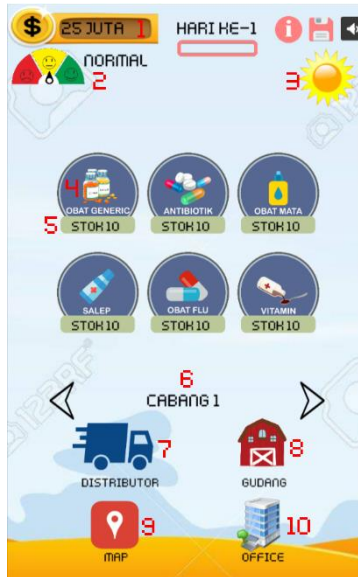 $ 25 JUTA 1 HARI KE-1 i
NORMAL
2 3
4
OBAT GENERIC ANTIBIOTIK OBAT MATA
5 STOK 10 STOK 10 STOK 10
SALEP OBAT FLU VITAMIN
STOK 10 STOK 10 STOK 10
6
CABANG 1
7 8
DISTRIBUTOR GUDANG
9 10
MAP OFFICE
123RF